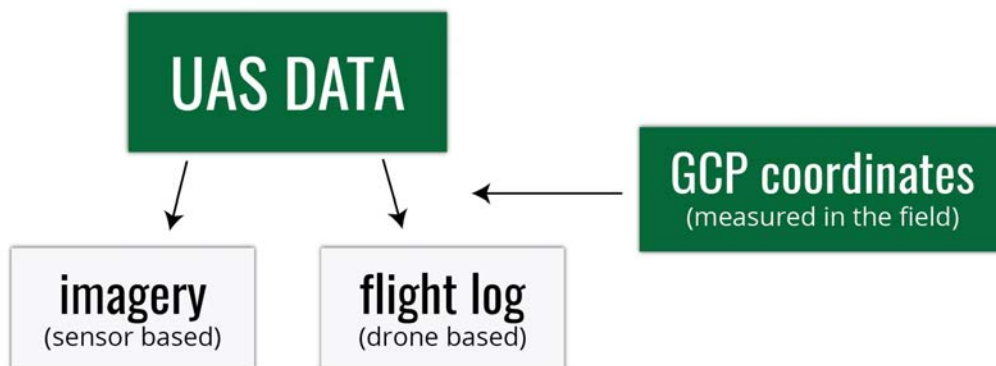 UAS DATA
GCP coordinates
(measured in the field)
imagery
(sensor based)
flight log
(drone based)